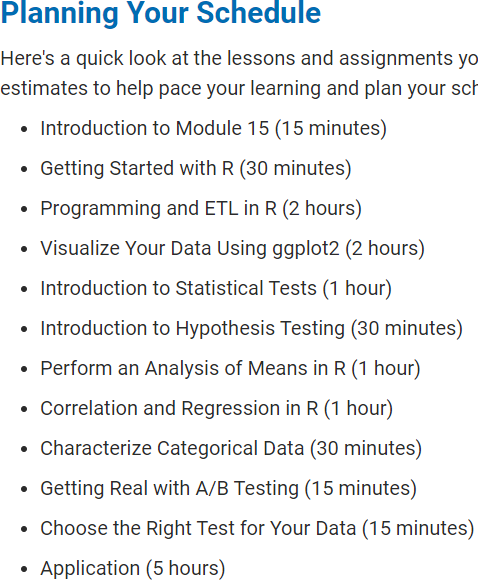 Planning Your Schedule
Here's a quick look at the lessons and assignments yo
estimates to help pace your learning and plan your sch
• Introduction to Module 15 (15 minutes)
• Getting Started with R (30 minutes)
• Programming and ETL in R (2 hours)
• Visualize Your Data Using ggplot2 (2 hours)
• Introduction to Statistical Tests (1 hour)
• Introduction to Hypothesis Testing (30 minutes)
• Perform an Analysis of Means in R (1 hour)
• Correlation and Regression in R (1 hour)
• Characterize Categorical Data (30 minutes)
• Getting Real with A/B Testing (15 minutes)
• Choose the Right Test for Your Data (15 minutes)
• Application (5 hours)